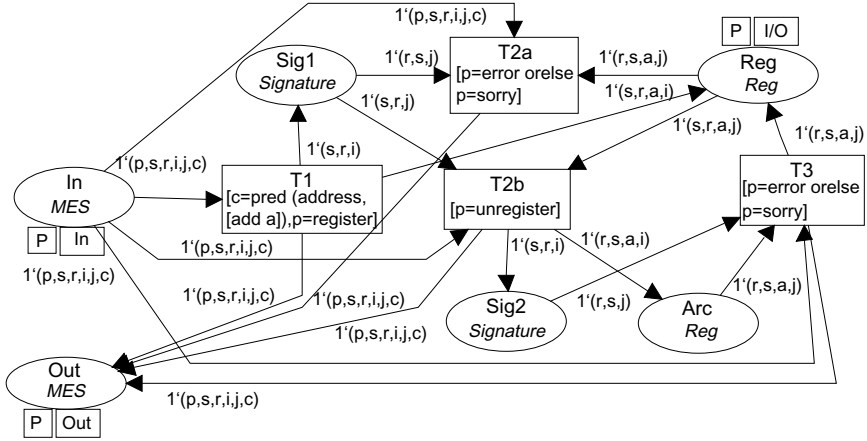 1‘(p,s,r,i,j,c)
P I/O
Sig1
Signature
1‘(r,s,j)
T2a
[p=error orelse
p=sorry]
1‘(r,s,a,j)
Reg
Reg
1‘(s,r,j)
1‘(s,r,a,i)
1‘(s,r,a,j)
1‘(r,s,a,j)
1‘(s,r,i)
1‘(p,s,r,i,j,c)
In
MES
P In
T1
[c=pred (address,
[add a]),p=register]
T2b
[p=unregister]
T3
[p=error orelse
p=sorry]
1‘(p,s,r,i,j,c)
1‘(p,s,r,i,j,c)
1‘(s,r,i)
1‘(r,s,a,i)
1‘(p,s,r,i,j,c)
1‘(p,s,r,i,j,c)
1‘(r,s,j)
1‘(r,s,a,j)
Sig2
Signature
Arc
Reg
1‘(p,s,r,i,j,c)
Out
MES
P Out
1‘(p,s,r,i,j,c)